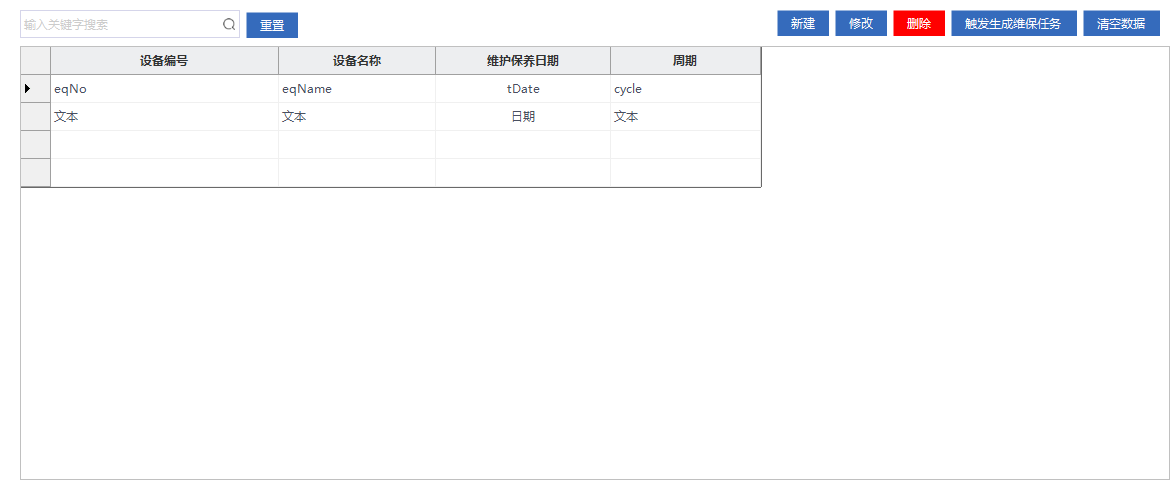 输入关键字搜索 重置 新建 修改 删除 触发生成维保任务 清空数据
设备编号 设备名称 维护保养日期 周期
eqNo eqName tDate cycle
文本 文本 日期 文本